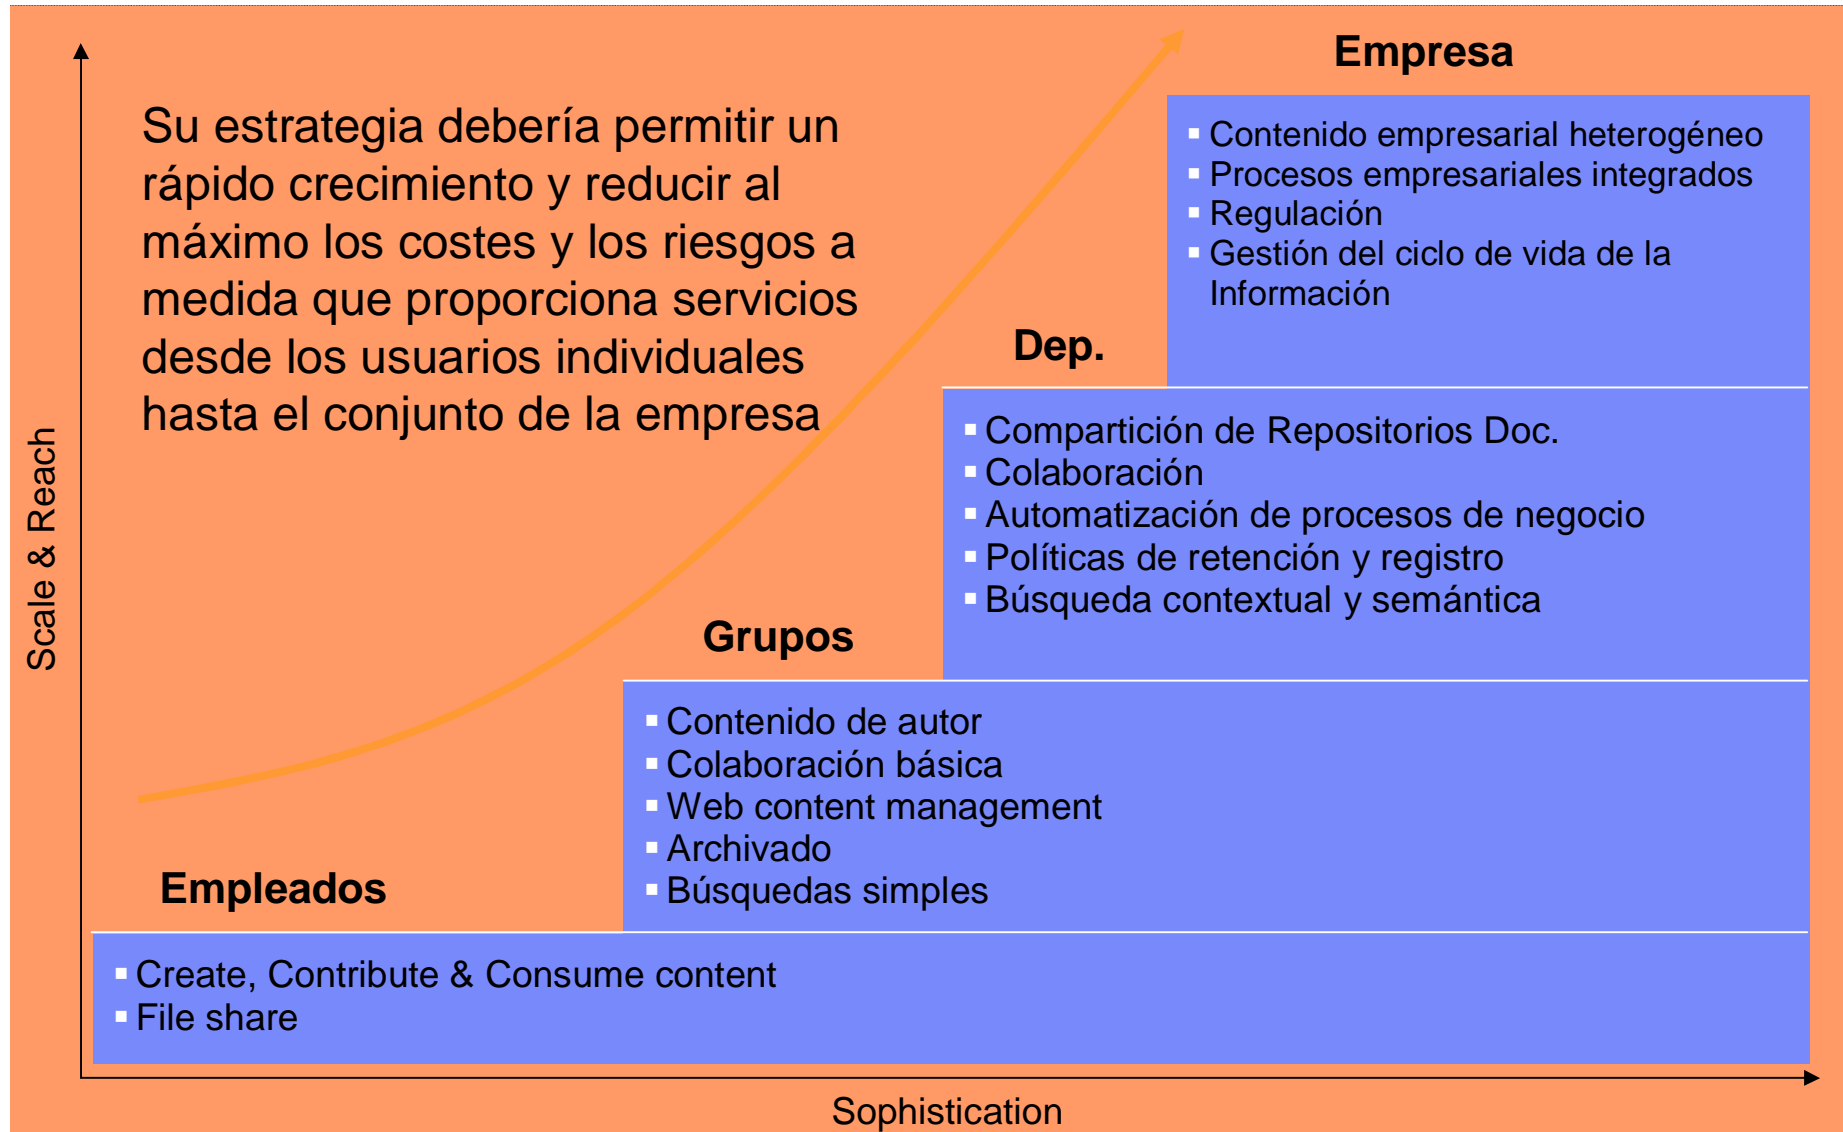 Empresa
Su estrategia debería permitir un
rápido crecimiento y reducir al
máximo los costes y los riesgos a
medida que proporciona servicios
desde los usuarios individuales
hasta el conjunto de la empresa
▪ Contenido empresarial heterogéneo
▪ Procesos empresariales integrados
▪ Regulación
▪ Gestión del ciclo de vida de la
Información
Dep.
▪ Compartición de Repositorios Doc.
▪ Colaboración
▪ Automatización de procesos de negocio
▪ Políticas de retención y registro
▪ Búsqueda contextual y semántica
Grupos
▪ Contenido de autor
▪ Colaboración básica
▪ Web content management
▪ Archivado
▪ Búsquedas simples
Empleados
▪ Create, Contribute & Consume content
▪ File share
Scale & Reach
Sophistication